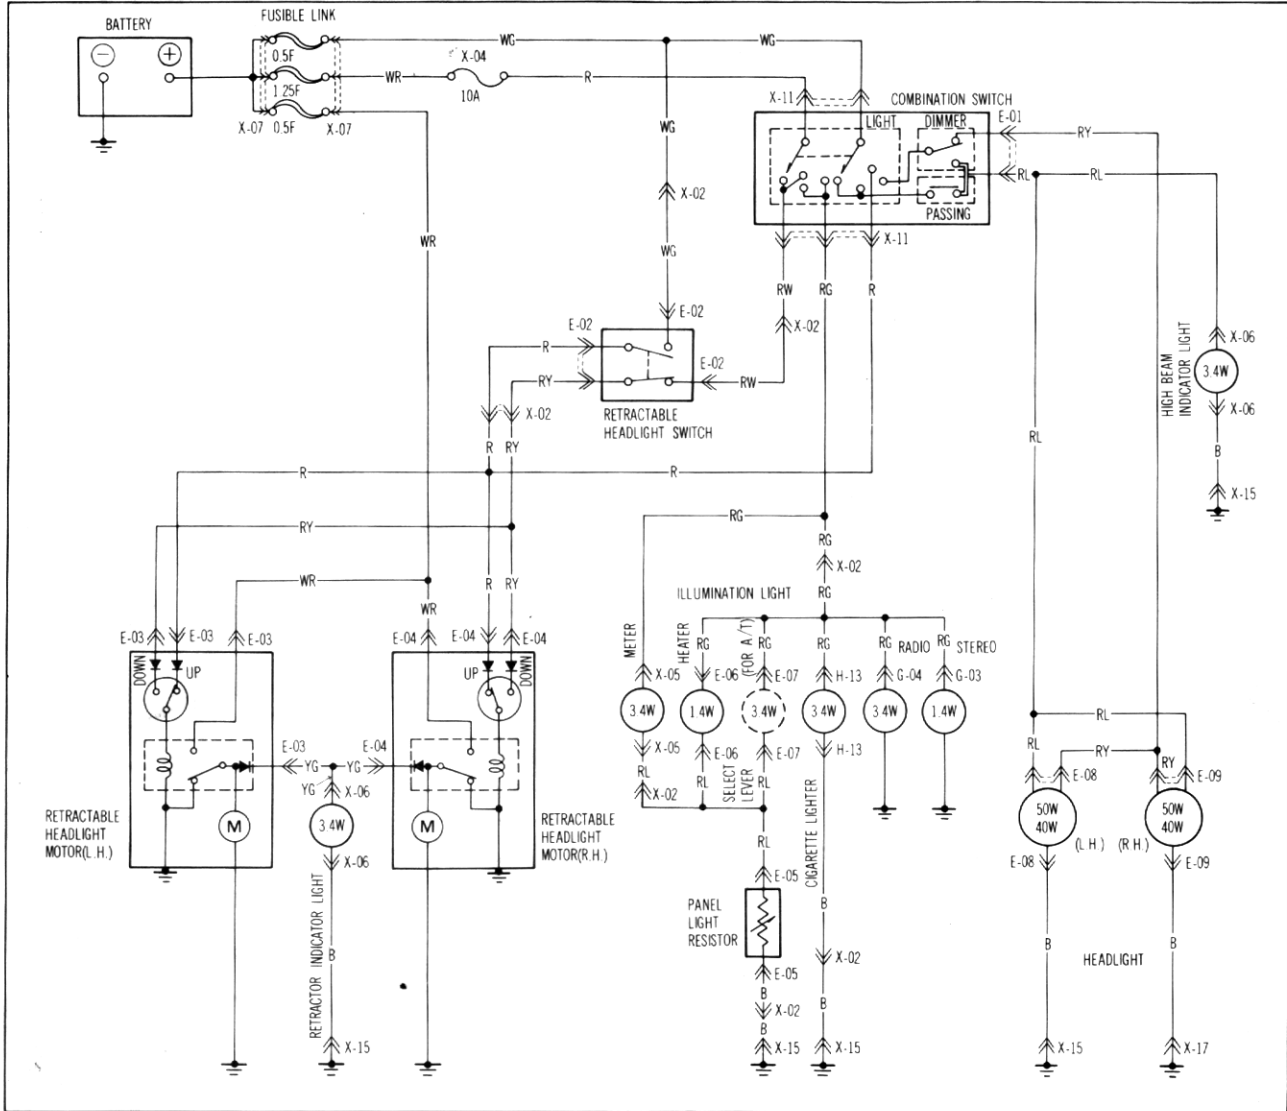 FUSIBLE LINK
BATTERY
0.5F
1.25F
0.5F
X-07
X-07
WG
WG
WR
X-04
10A
R
WG
X-02
WG
X-11
COMBINATION SWITCH
LIGHT
DIMMER
PASSING
E-01
RY
RL
RL
X-11
WR
RW
RG
R
X-02
E-02
E-02
E-02
R
RY
RW
RETRACTABLE
HEADLIGHT SWITCH
X-02
R
RY
X-06
3.4W
HIGH BEAM
INDICATOR LIGHT
X-06
B
X-15
RL
R
R
RY
RG
RG
X-02
RG
WR
R
RY
WR
ILLUMINATION LIGHT
E-03
E-03
E-03
E-04
E-04
E-04
DOWN
UP
UP
DOWN
METER
HEATER
RG
(FOR A/T)
RG
RG
RG
RADIO
RG
STEREO
X-05
E-06
E-07
H-13
G-04
G-03
3.4W
1.4W
3.4W
3.4W
3.4W
1.4W
X-05
E-06
E-07
H-13
RL
X-02
RL
SELECT
LEVER
RL
CIGARETTE LIGHTER
RL
RL
RY
RY
E-08
E-09
50W
40W
50W
40W
(L.H.)
(R.H.)
E-08
E-09
E-03
E-04
YG
YG
YG
X-06
3.4W
X-06
RETRACTABLE
HEADLIGHT
MOTOR(L.H.)
M
M
RETRACTABLE
HEADLIGHT
MOTOR(R.H.)
RL
E-05
PANEL
LIGHT
RESISTOR
E-05
B
X-02
B
X-15
B
X-02
B
X-15
RETRACTOR INDICATOR LIGHT
B
X-15
B
HEADLIGHT
B
X-15
X-17